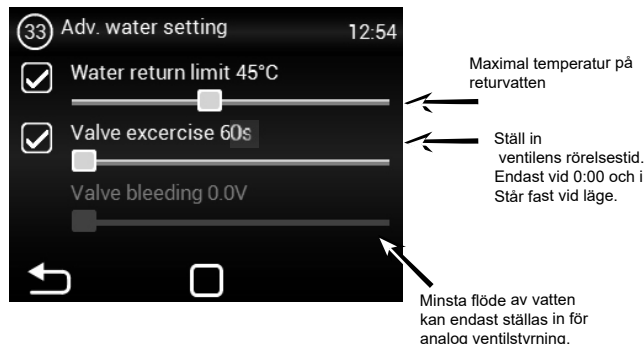 33 Adv. water setting 12:54
Water return limit 45°C
Valve excercise 60s
Valve bleeding 0.0V
Maximal temperatur på
returvatten
Ställ in
ventilens rörelsestid.
Endast vid 0:00 och i
Står fast vid läge.
Minsta flöde av vatten
kan endast ställas in för
analog ventilstyrning.